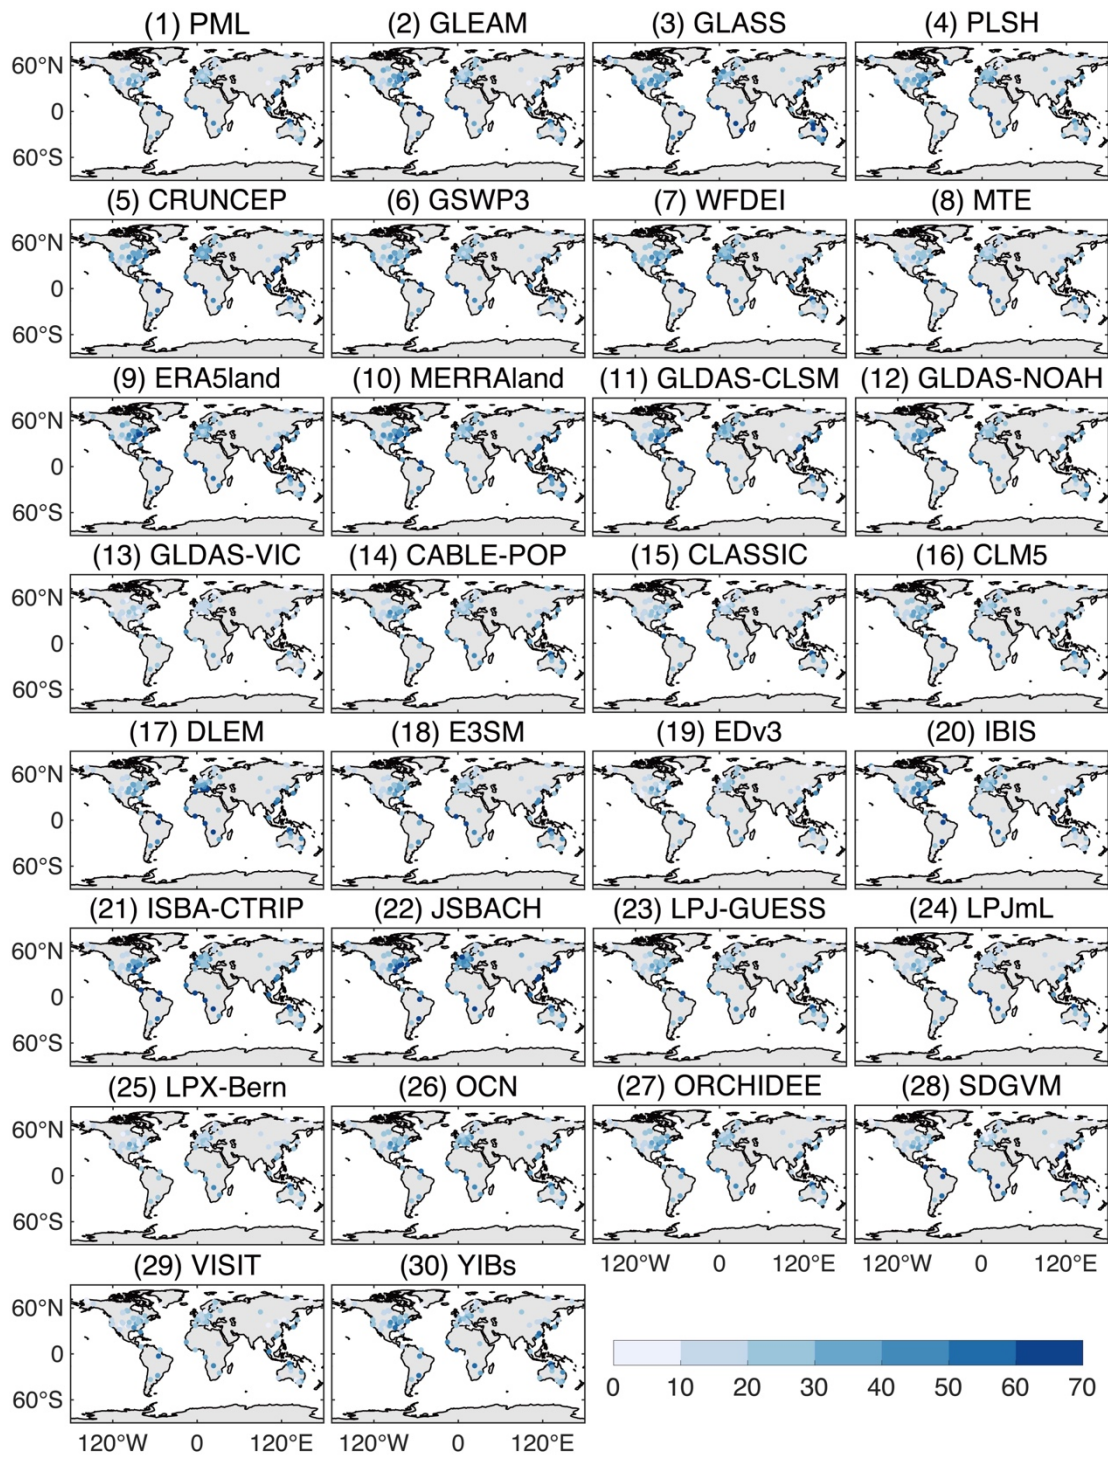 (1) PML (2) GLEAM (3) GLASS (4) PLSH
60°N
0
60°S
(5) CRUNCEP (6) GSWP3 (7) WFDEI (8) MTE
60°N
0
60°S
(9) ERA5land (10) MERRAland (11) GLDAS-CLSM (12) GLDAS-NOAH
60°N
0
60°S
(13) GLDAS-VIC (14) CABLE-POP (15) CLASSIC (16) CLM5
60°N
0
60°S
(17) DLEM (18) E3SM (19) EDv3 (20) IBIS
60°N
0
60°S
(21) ISBA-CTRIP (22) JSBACH (23) LPJ-GUESS (24) LPJmL
60°N
0
60°S
(25) LPX-Bern (26) OCN (27) ORCHIDEE (28) SDGVM
60°N
0
60°S
120°W 0 120°E 120°W 0 120°E
(29) VISIT (30) YIBs
60°N
0
60°S
120°W 0 120°E 120°W 0 120°E
0 10 20 30 40 50 60 70